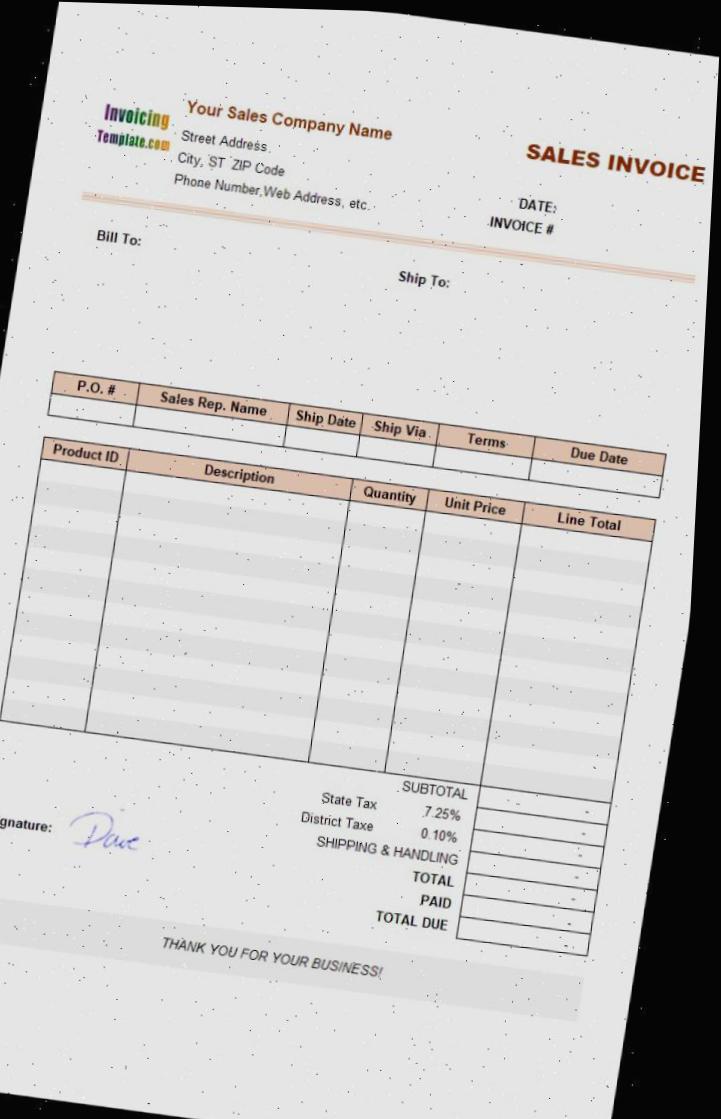 Invoicing
Template.com
Your Sales Company Name
Street Address
City, ST ZIP Code
Phone Number,Web Address, etc.
SALES INVOICE
DATE:
INVOICE #
Bill To:
Ship To:
P.O. # Sales Rep. Name Ship Date Ship Via Terms Due Date
Product ID Description Quantity Unit Price Line Total
SUBTOTAL - -
State Tax 7.25% -
District Taxe 0.10% -
SHIPPING & HANDLING -
TOTAL -
PAID -
TOTAL DUE -
gnature: Dave
THANK YOU FOR YOUR BUSINESS!